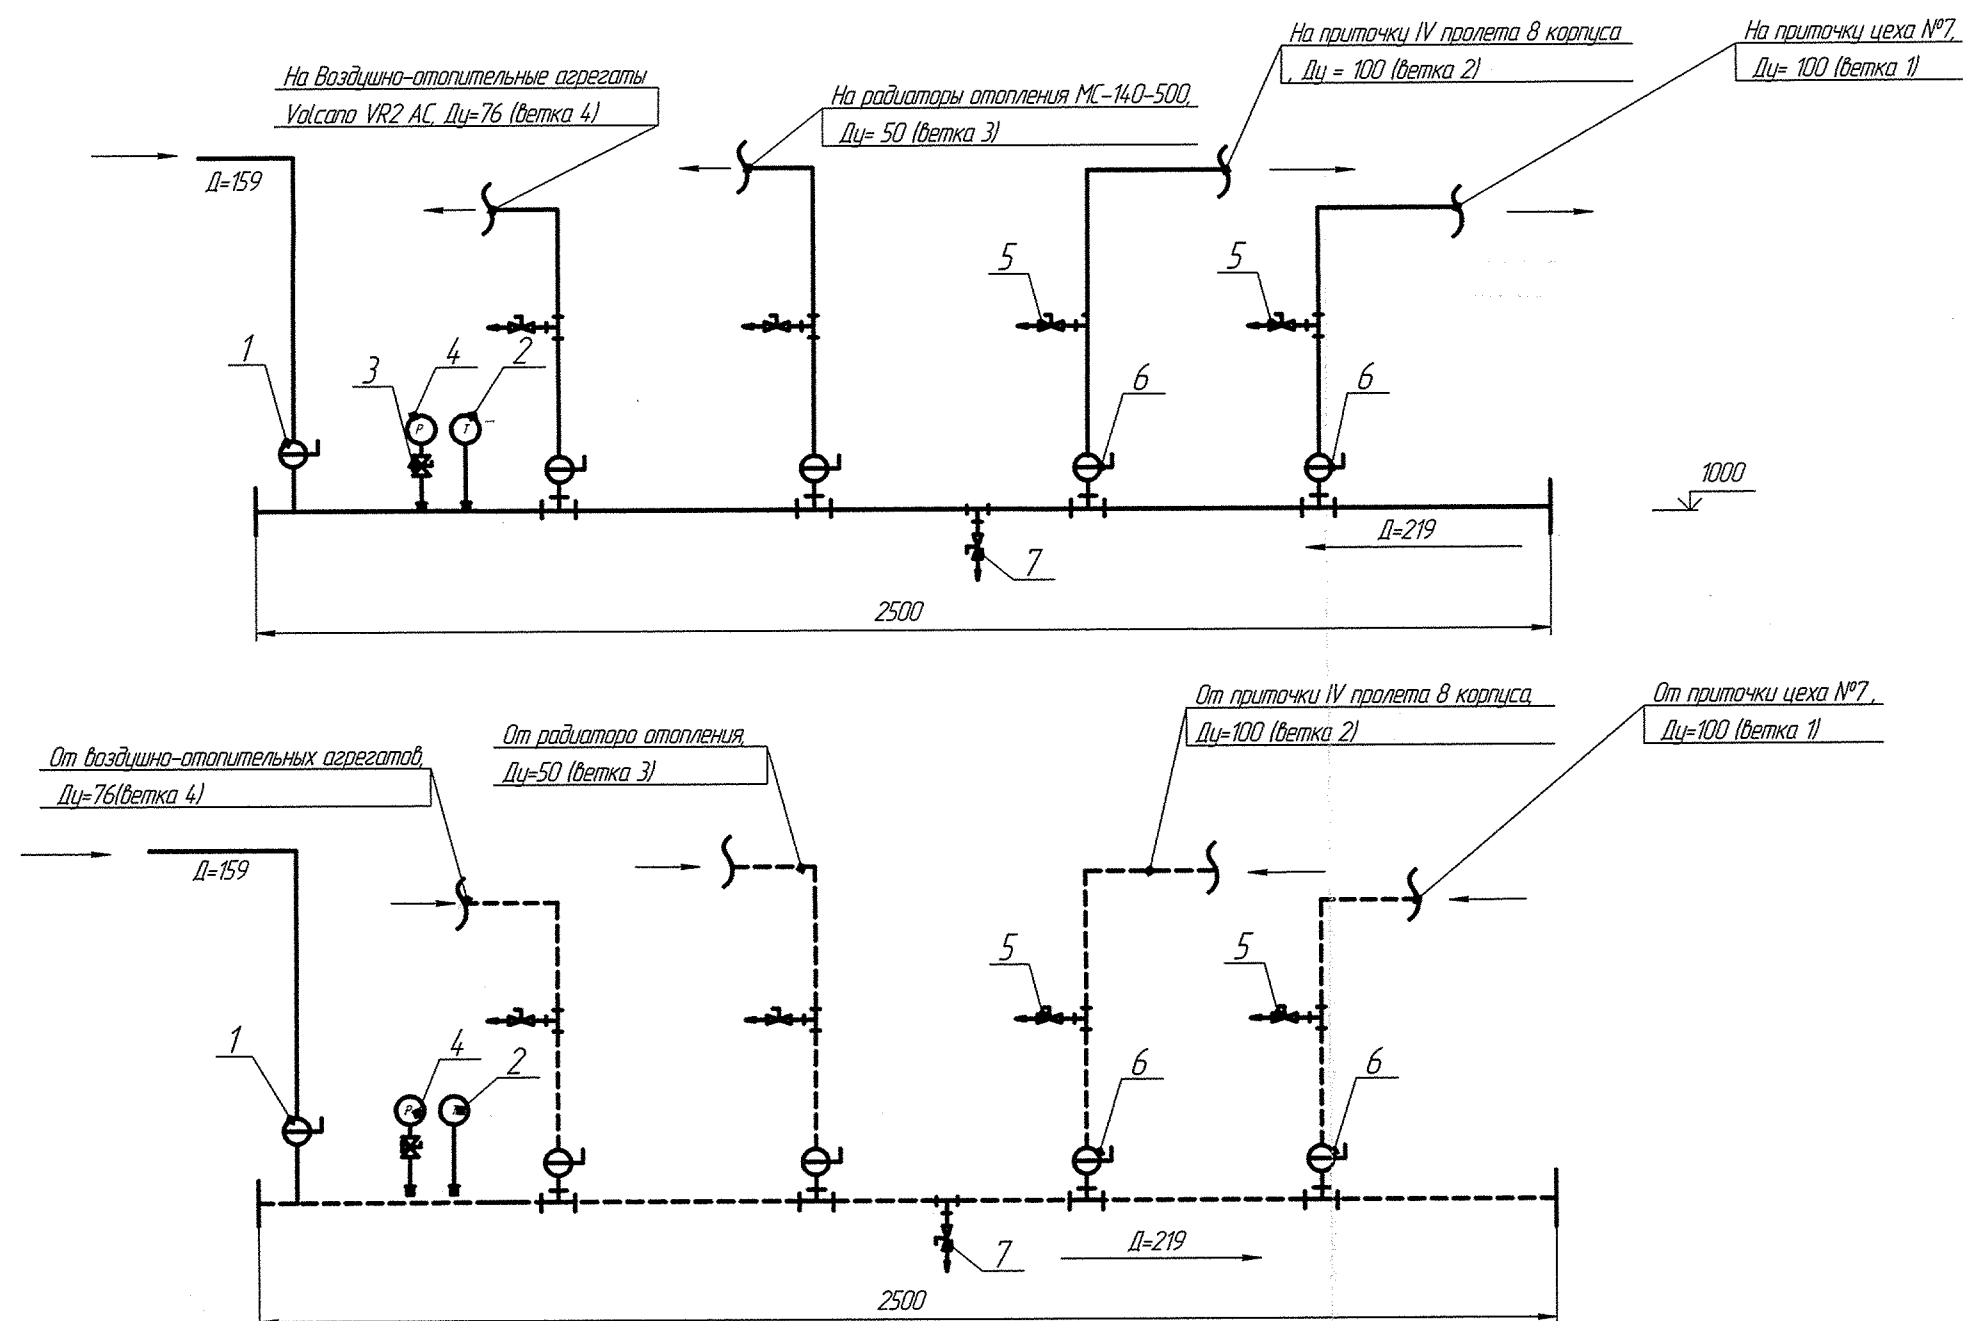 На Воздушно-отопительные агрегаты
Volcano VR2 AC, Ду=76 (ветка 4)
На радиаторы отопления МС-140-500,
Ду= 50 (ветка 3)
На приточку IV пролета 8 корпуса
, Ду = 100 (ветка 2)
На приточку цеха №7,
Ду= 100 (ветка 1)
Д=159
5
5
1
3
4
2
6
6
P
T
1000
Д=219
7
2500
От воздушно-отопительных агрегатов,
Ду=76(ветка 4)
От радиаторо отопления,
Ду=50 (ветка 3)
От приточки IV пролета 8 корпуса,
Ду=100 (ветка 2)
От приточки цеха №7,
Ду=100 (ветка 1)
Д=159
5
5
1
4
2
6
6
P
Д=219
7
2500